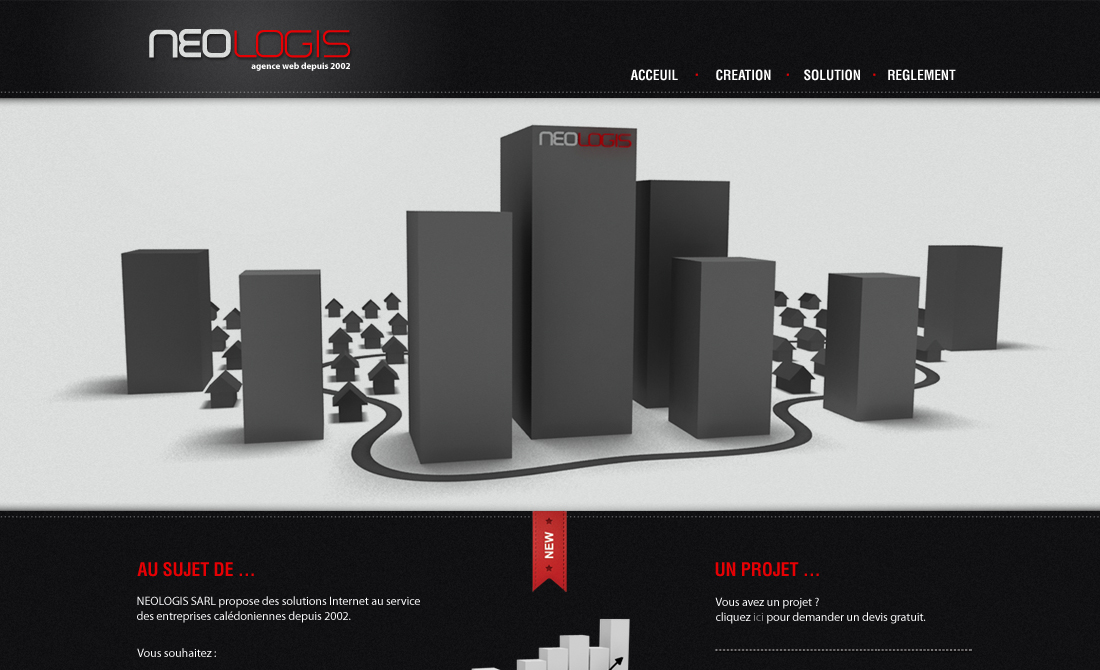 NEOLOGIS
agence web depuis 2002
ACCEUIL • CREATION • SOLUTION • REGLEMENT
NEOLOGIS
NEW
AU SUJET DE ...
NEOLOGIS SARL propose des solutions Internet au service
des entreprises calédoniennes depuis 2002.
Vous souhaitez :
UN PROJET ...
Vous avez un projet ?
cliquez ici pour demander un devis gratuit.